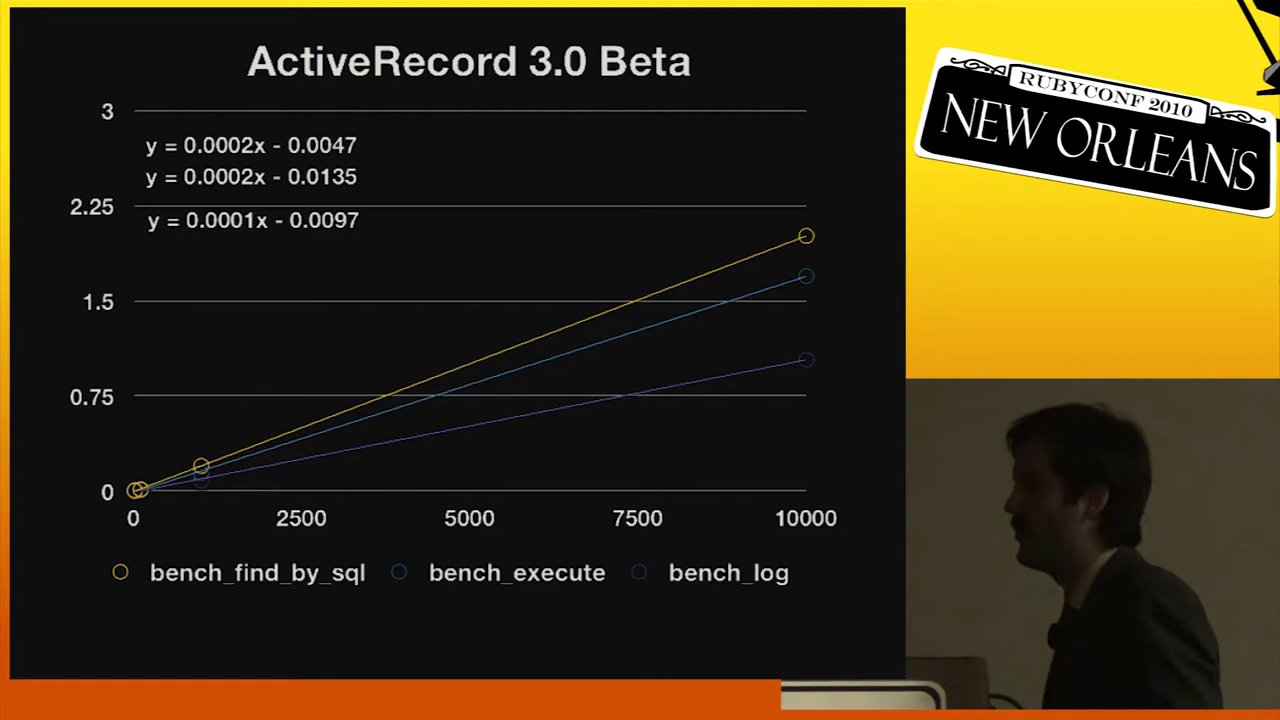 ActiveRecord 3.0 Beta
3
y = 0.0002x - 0.0047
y = 0.0002x - 0.0135
2.25
y = 0.0001x - 0.0097
1.5
0.75
0
0 2500 5000 7500 10000
bench_find_by_sql bench_execute bench_log
RUBYCONF 2010
NEW ORLEANS